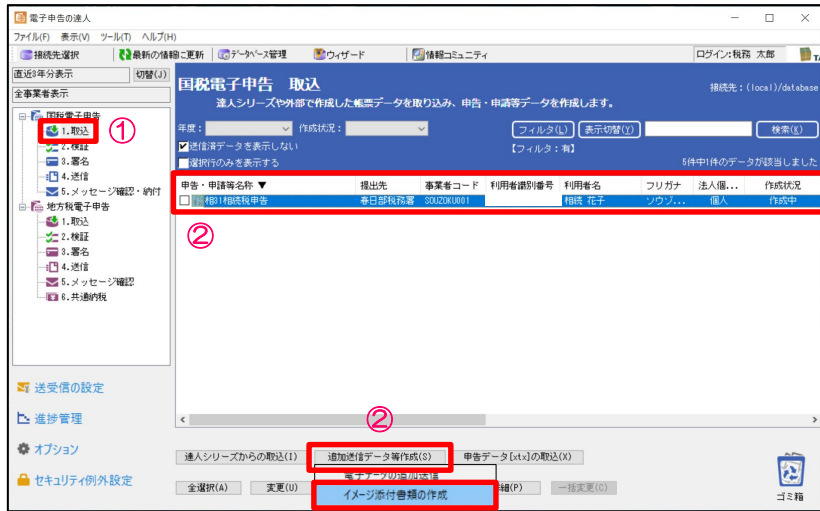 電子申告の達人
ファイル(F) 表示(V) ツール(T) ヘルプ(H)
接続先選択 最新の情報に更新 データベース管理 ウィザード 情報コミュニティ ログイン:税務 太郎
直近3年分表示 切替(J)
全事業者表示
国税電子申告
1.取込
①
2.検証
3.署名
4.送信
5.メッセージ確認・納付
地方税電子申告
1.取込
2.検証
3.署名
4.送信
5.メッセージ確認
6.共通納税
送受信の設定
進捗管理
オプション
セキュリティ例外設定
国税電子申告 取込
接続先:(local)/database
達人シリーズや外部で作成した帳票データを取り込み、申告・申請等データを作成します。
年度: 作成状況: フィルタ(L) 表示切替(Y) 検索(K)
送信済データを表示しない 【フィルタ:有】
選択行のみを表示する 5件中1件のデータが該当しました
申告・申請等名称 ▼ 提出先 事業者コード 利用者識別番号 利用者名 フリガナ 法人個... 作成状況
相81相続税申告 春日部税務署 SOUZOKU001 相続 花子 ソウゾ... 個人 作成中
②
②
達人シリーズからの取込(I) 追加送信データ等作成(S) 申告データ[xtx]の取込(X)
電子データの追加送信
全選択(A) 変更(U) イメージ添付書類の作成 細(P) 一括変更(O)
ゴミ箱